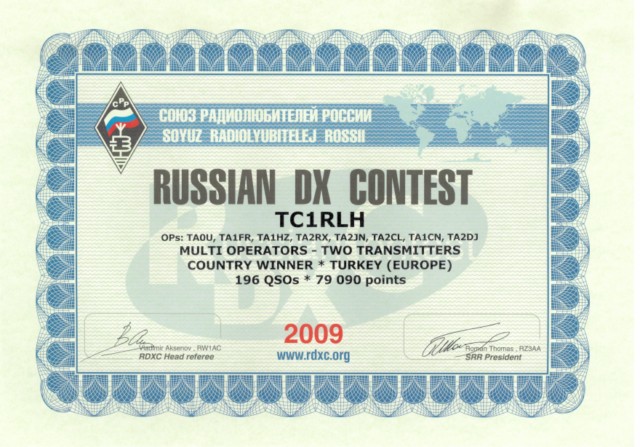 СРР
СОЮЗ РАДИОЛЮБИТЕЛЕЙ РОССИИ
SOYUZ RADIOLYUBITELEJ ROSSII
RUSSIAN DX CONTEST
TC1RLH
OPs: TA0U, TA1FR, TA1HZ, TA2RX, TA2JN, TA2CL, TA1CN, TA2DJ
MULTI OPERATORS - TWO TRANSMITTERS
COUNTRY WINNER * TURKEY (EUROPE)
196 QSOs * 79 090 points
RDXC
2009
www.rdxc.org
Vladimir Aksenov , RW1AC
RDXC Head referee
Roman Thomas , RZ3AA
SRR President